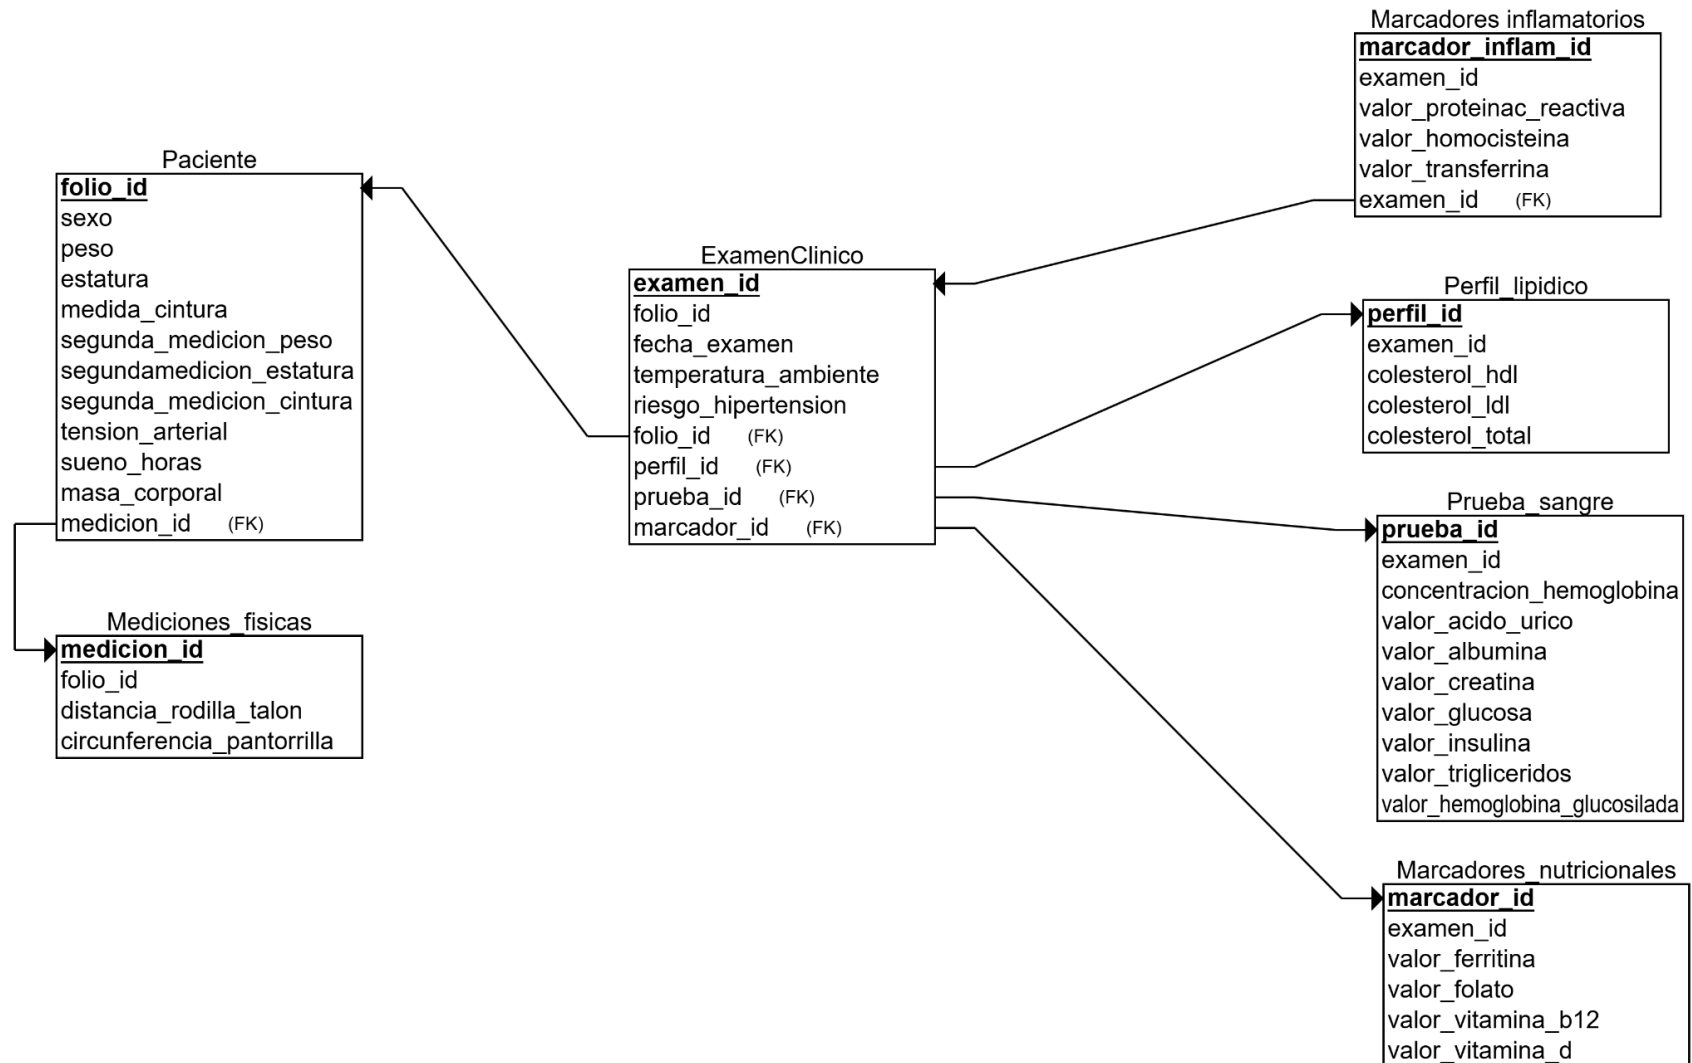 Paciente
folio_id
sexo
peso
estatura
medida_cintura
segunda_medicion_peso
segundamedicion_estatura
segunda_medicion_cintura
tension_arterial
sueno_horas
masa_corporal
medicion_id (FK)
Mediciones_fisicas
medicion_id
folio_id
distancia_rodilla_talon
circunferencia_pantorrilla
ExamenClinico
examen_id
folio_id
fecha_examen
temperatura_ambiente
riesgo_hipertension
folio_id (FK)
perfil_id (FK)
prueba_id (FK)
marcador_id (FK)
Marcadores inflamatorios
marcador_inflam_id
examen_id
valor_proteinac_reactiva
valor_homocisteina
valor_transferrina
examen_id (FK)
Perfil_lipidico
perfil_id
examen_id
colesterol_hdl
colesterol_ldl
colesterol_total
Prueba_sangre
prueba_id
examen_id
concentracion_hemoglobina
valor_acido_urico
valor_albumina
valor_creatina
valor_glucosa
valor_insulina
valor_trigliceridos
valor_hemoglobina_glucosilada
Marcadores_nutricionales
marcador_id
examen_id
valor_ferritina
valor_folato
valor_vitamina_b12
valor_vitamina_d